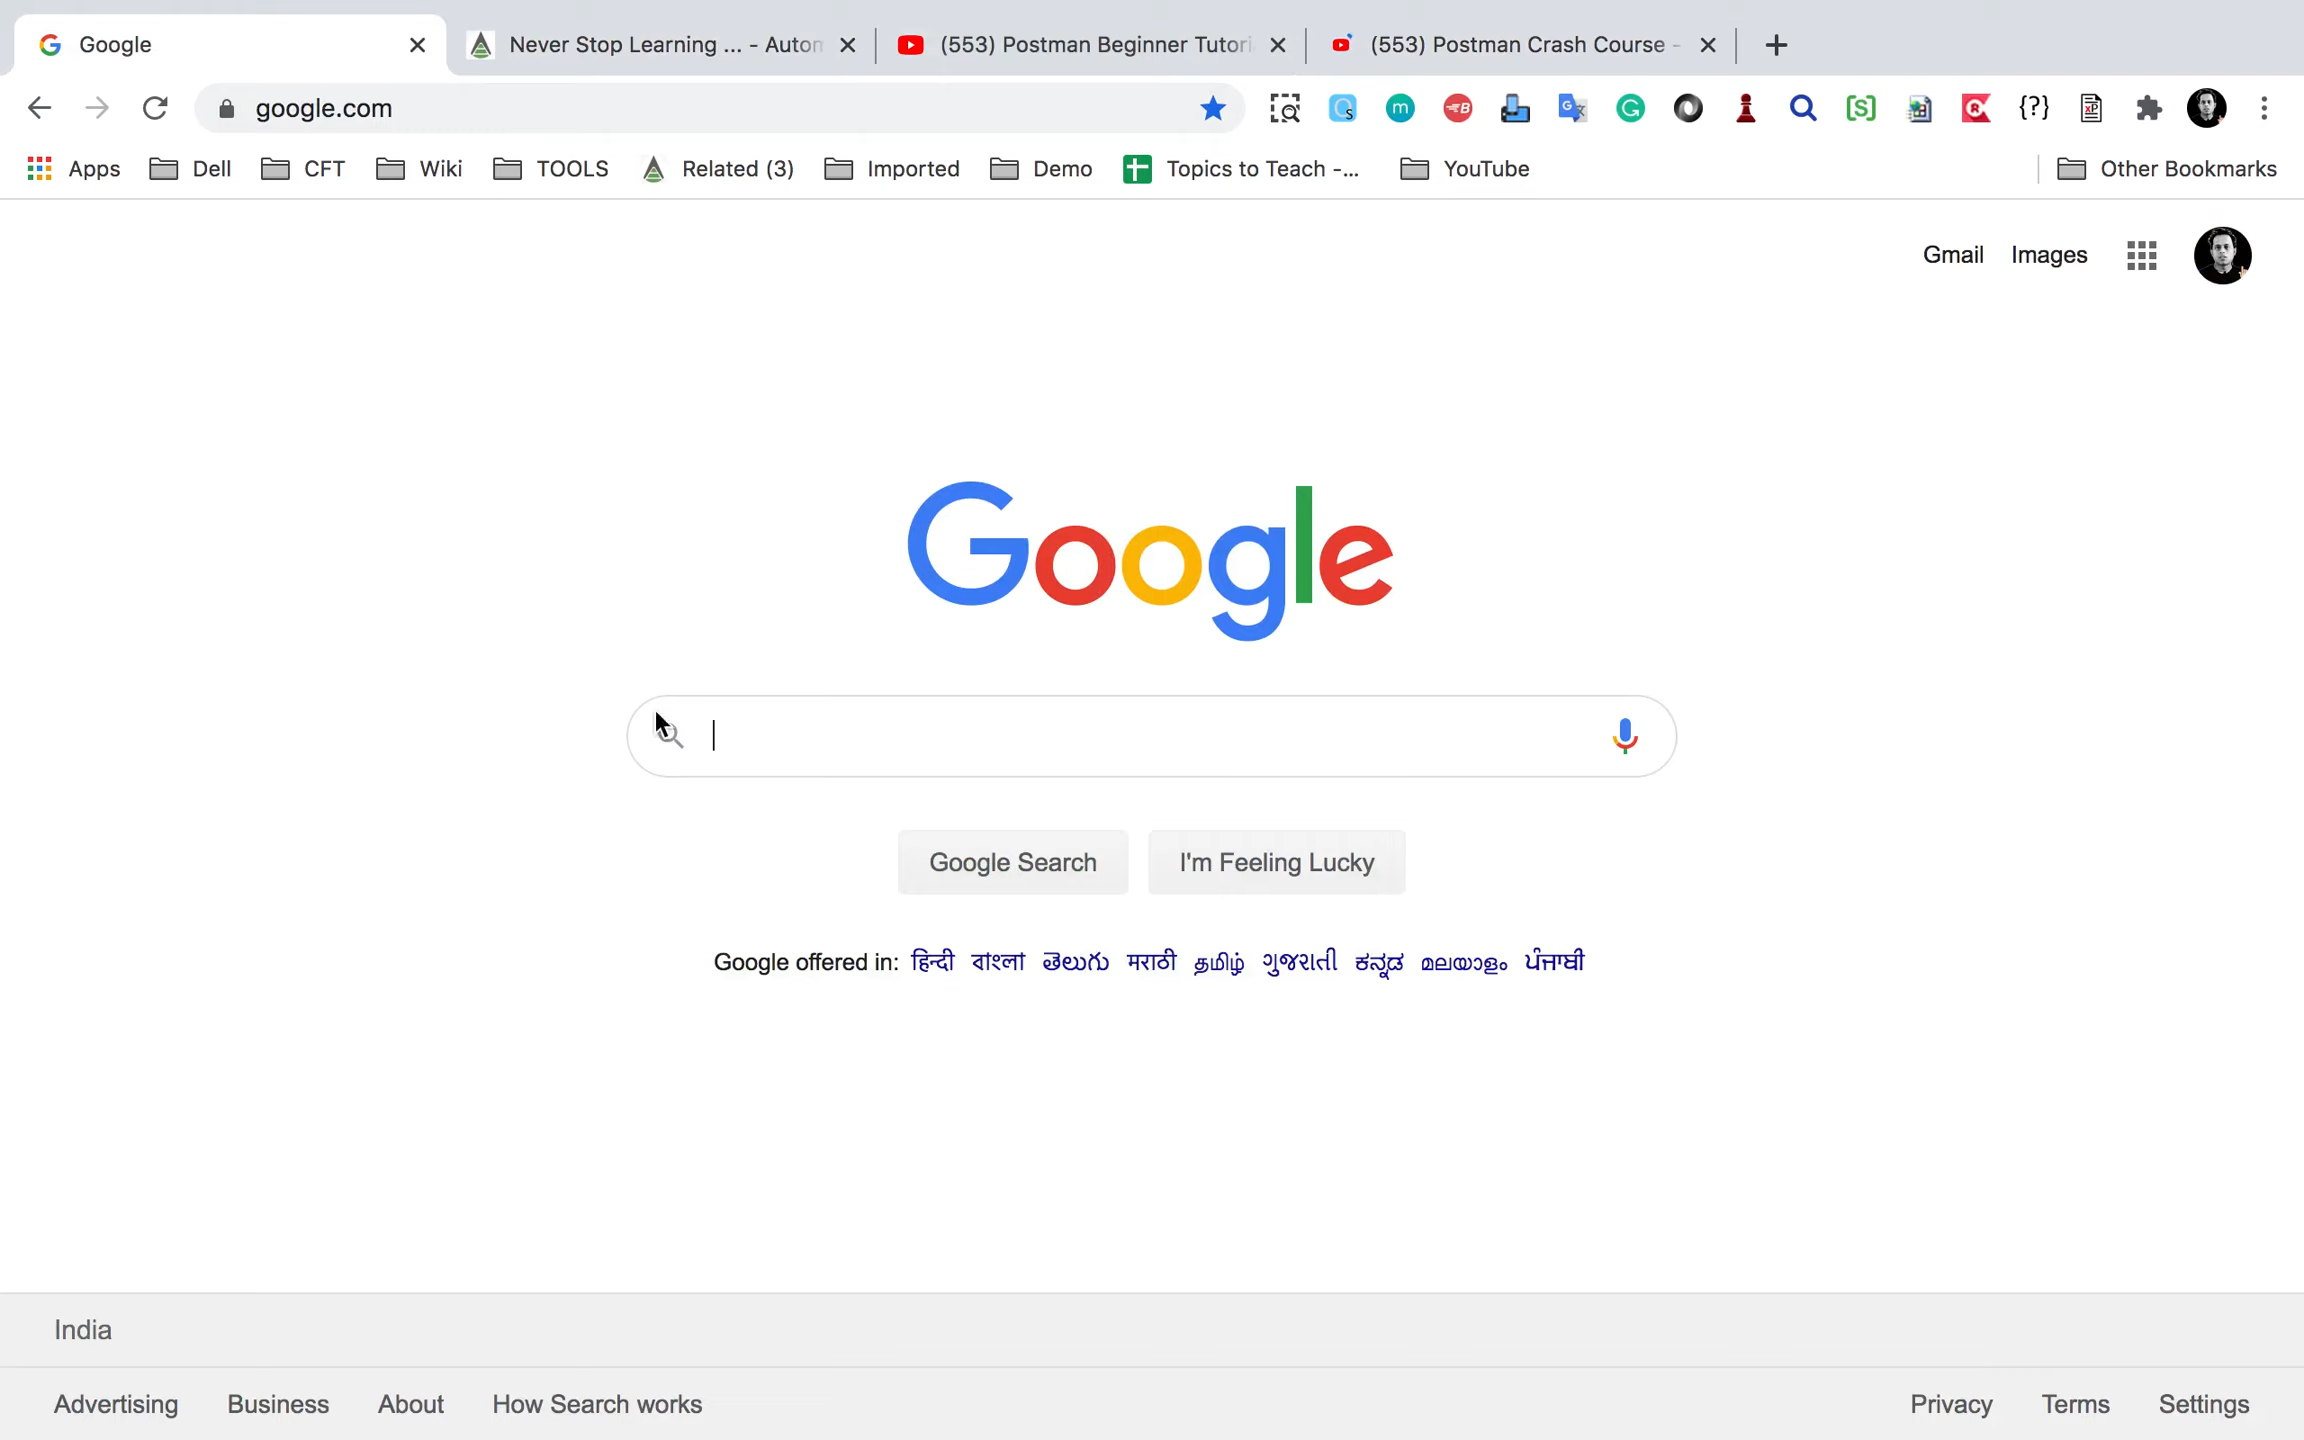 Google
Never Stop Learning ... - Autom
(553) Postman Beginner Tutori
(553) Postman Crash Course -
google.com
Apps
Dell
CFT
Wiki
TOOLS
Related (3)
Imported
Demo
Topics to Teach -...
YouTube
Other Bookmarks
Gmail Images
Google
Google Search
I'm Feeling Lucky
Google offered in: हिन्दी বাংলা తెలుగు मराठी தமிழ் ગુજરાતી ಕನ್ನಡ മലയാളം ਪੰਜਾਬੀ
India
Advertising Business About How Search works
Privacy Terms Settings